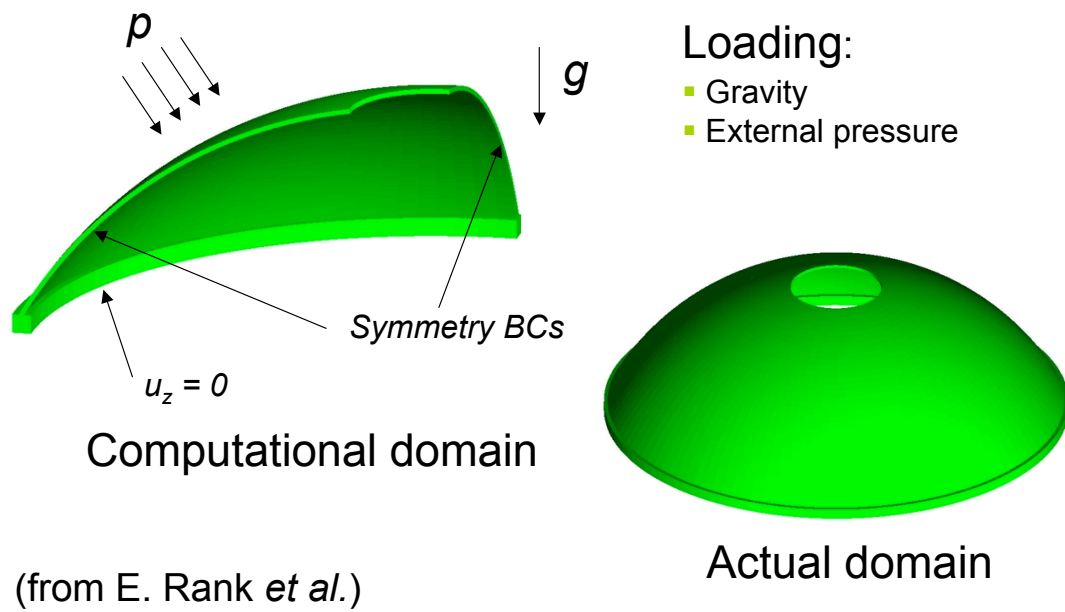 p
g
Loading:
▪ Gravity
▪ External pressure
Symmetry BCs
u_z = 0
Computational domain
Actual domain
(from E. Rank et al.)